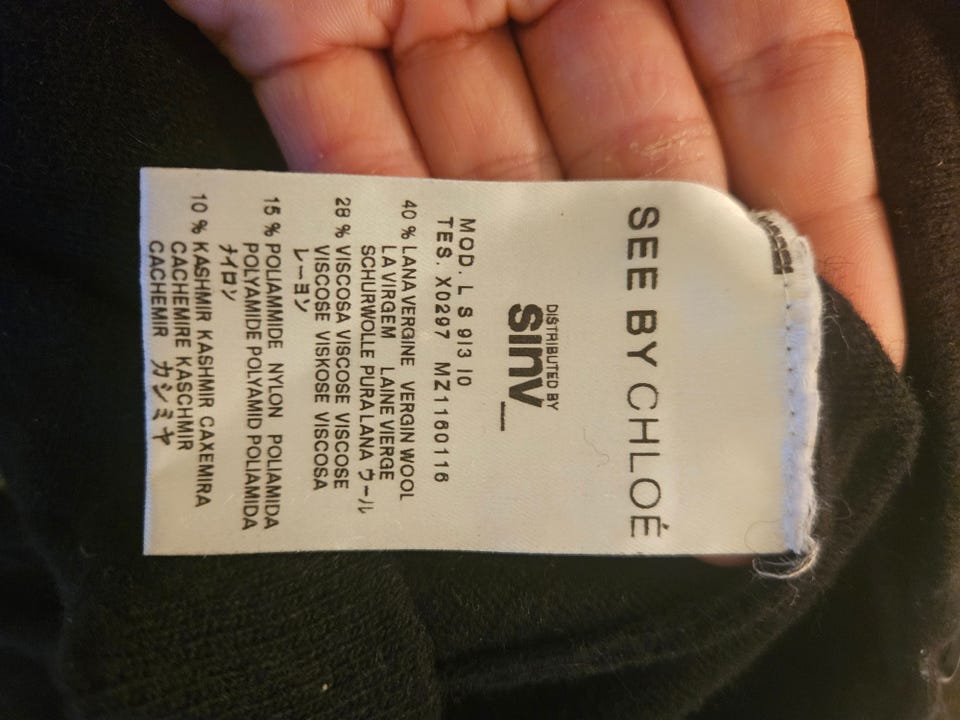 SEE BY CHLOÉ
DISTRIBUTED BY
sinv_
MOD. L S 913 10
TES. X0297 MZ1160116
40 % LANA VERGINE VERGIN WOOL
LA VIRGEM LAINE VIERGE
SCHURWOLLE PURA LANA ウール
28 % VISCOSA VISCOSE VISCOSE
VISCOSE VISKOSE VISCOSA
レーヨン
15 % POLIAMMIDE NYLON POLIAMIDA
POLYAMIDE POLYAMID POLIAMIDA
ナイロン
10 % KASHMIR KASHMIR CAXEMIRA
CACHEMIRE KASCHMIR
CACHEMIR カシミヤ